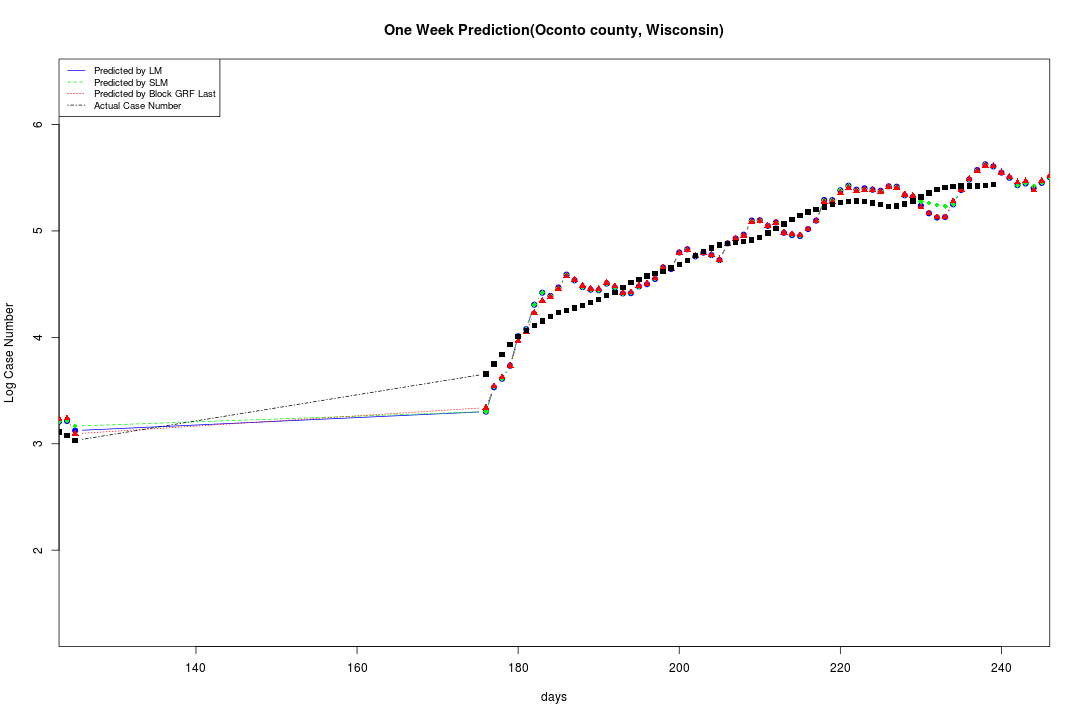 One Week Prediction(Oconto county, Wisconsin)
Predicted by LM
Predicted by SLM
Predicted by Block GRF Last
Actual Case Number
6
5
4
3
2
Log Case Number
140 160 180 200 220 240
days